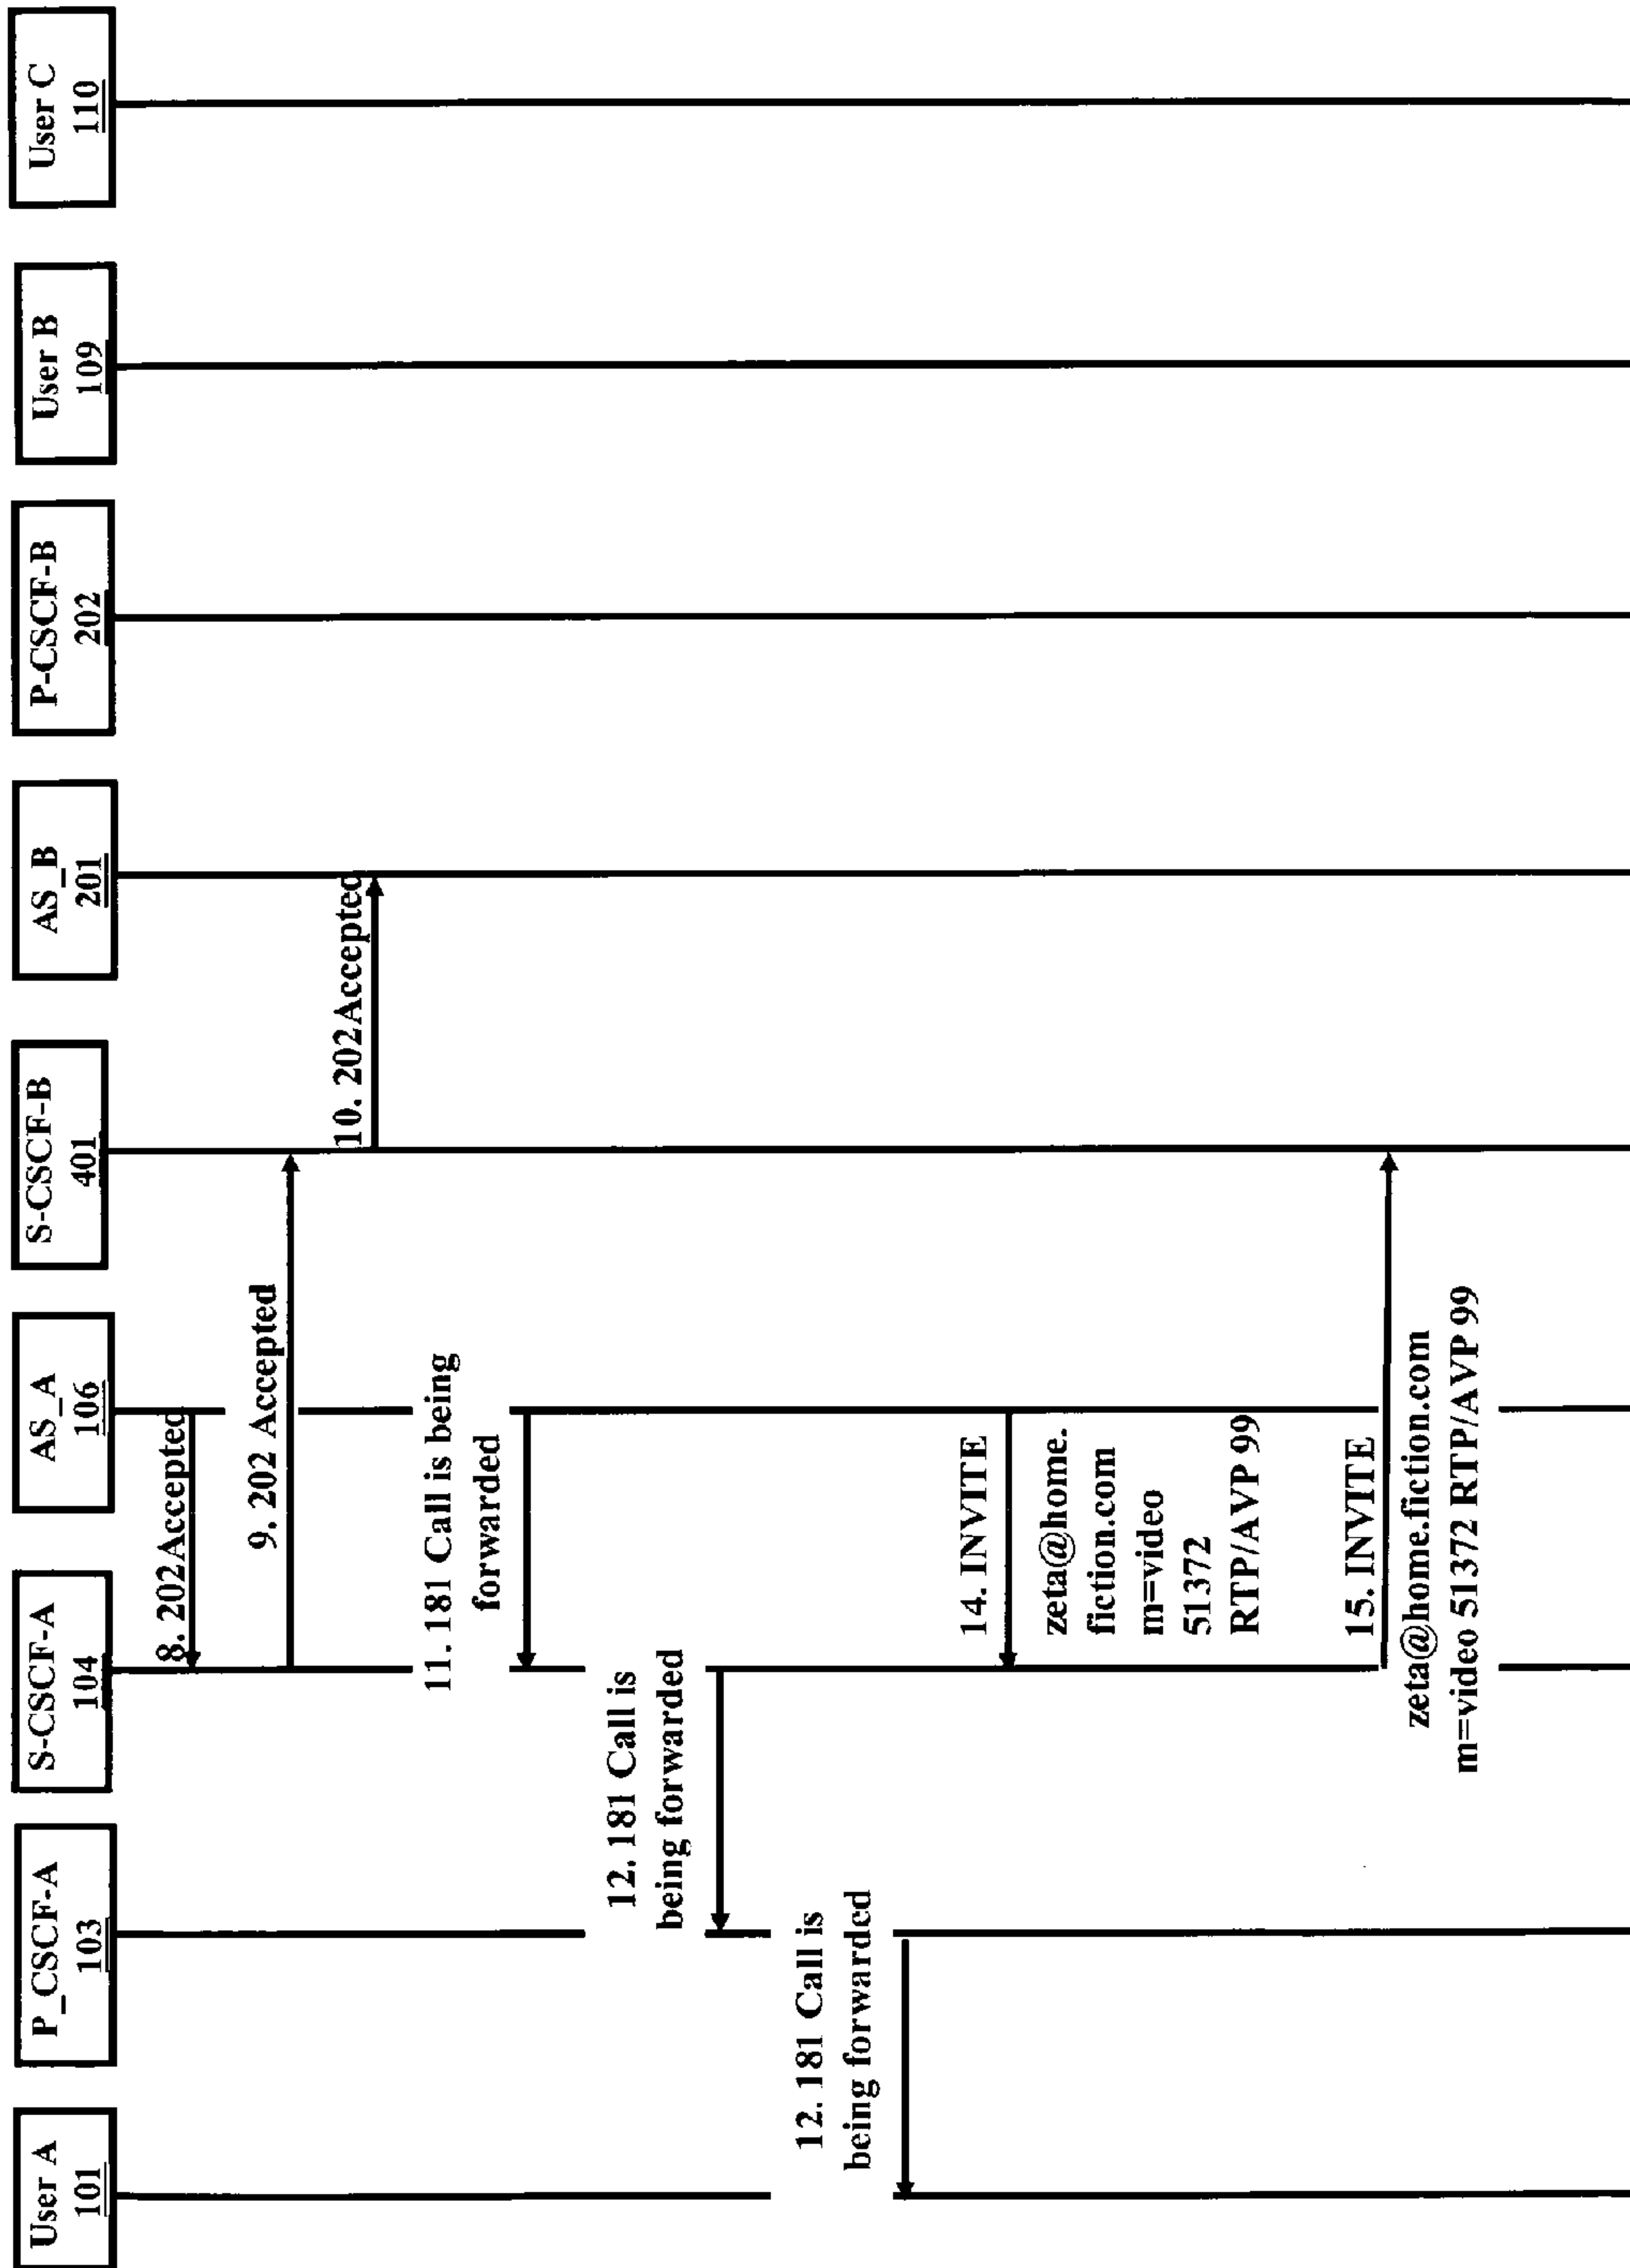 User A
101
P_CSCF-A
103
S-CSCF-A
104
AS_A
106
S-CSCF-B
401
AS_B
201
P-CSCF-B
202
User B
109
User C
110
8. 202Accepted
9. 202 Accepted
10. 202Accepted
11. 181 Call is being
forwarded
12. 181 Call is
being forwarded
12. 181 Call is
being forwarded
14. INVITE
zeta@home.
fiction.com
m=video
51372
RTP/AVP 99
15. INVITE
zeta@home.fiction.com
m=video 51372 RTP/AVP 99